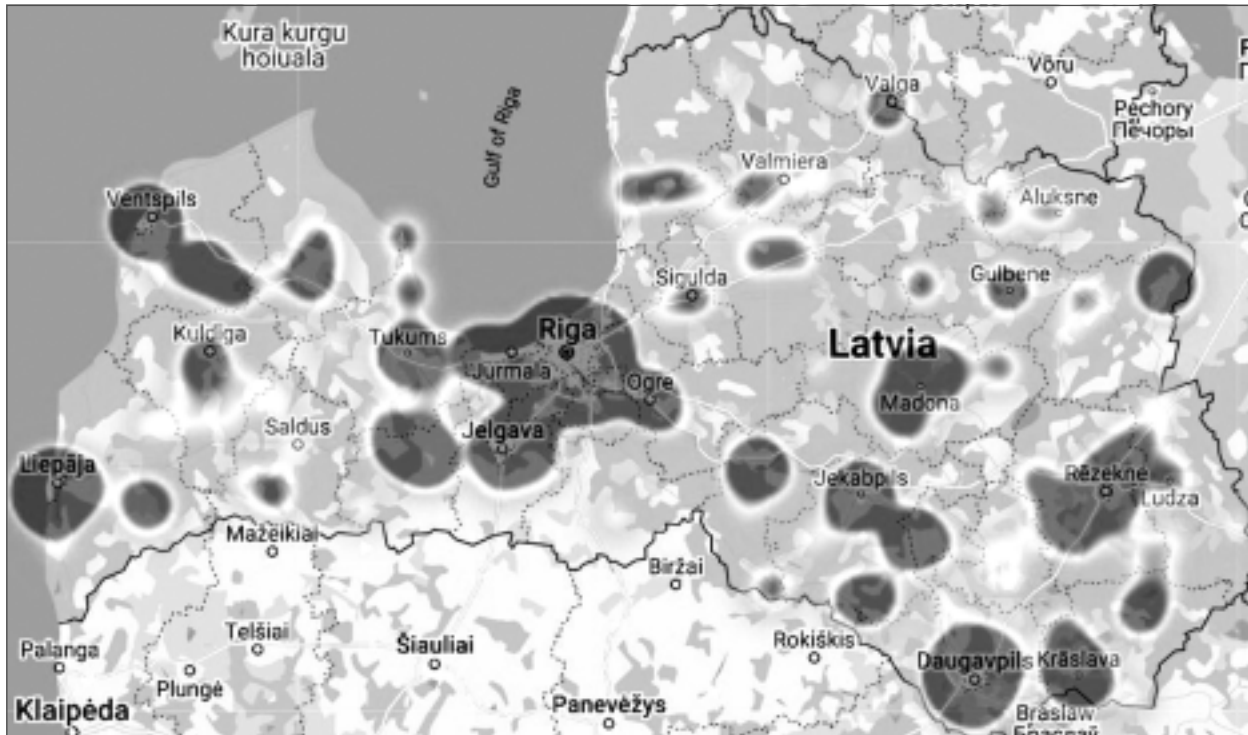 Kura kurgu
hoiuala
Gulf of Riga
Valga
Võru
Pechory
Печоры
Valmiera
Ventspils
Aluksne
Sigulda
Gulbene
Kuldiga
Tukums
Riga
Latvia
Jurmala
Ogre
Madona
Saldus
Jelgava
Liepāja
Jekabpils
Rēzekne
Ludza
Mažeikiai
Biržai
Telšiai
Šiauliai
Rokiškis
Palanga
Plungė
Daugavpils
Krāslava
Klaipėda
Panevėžys
Braslaw